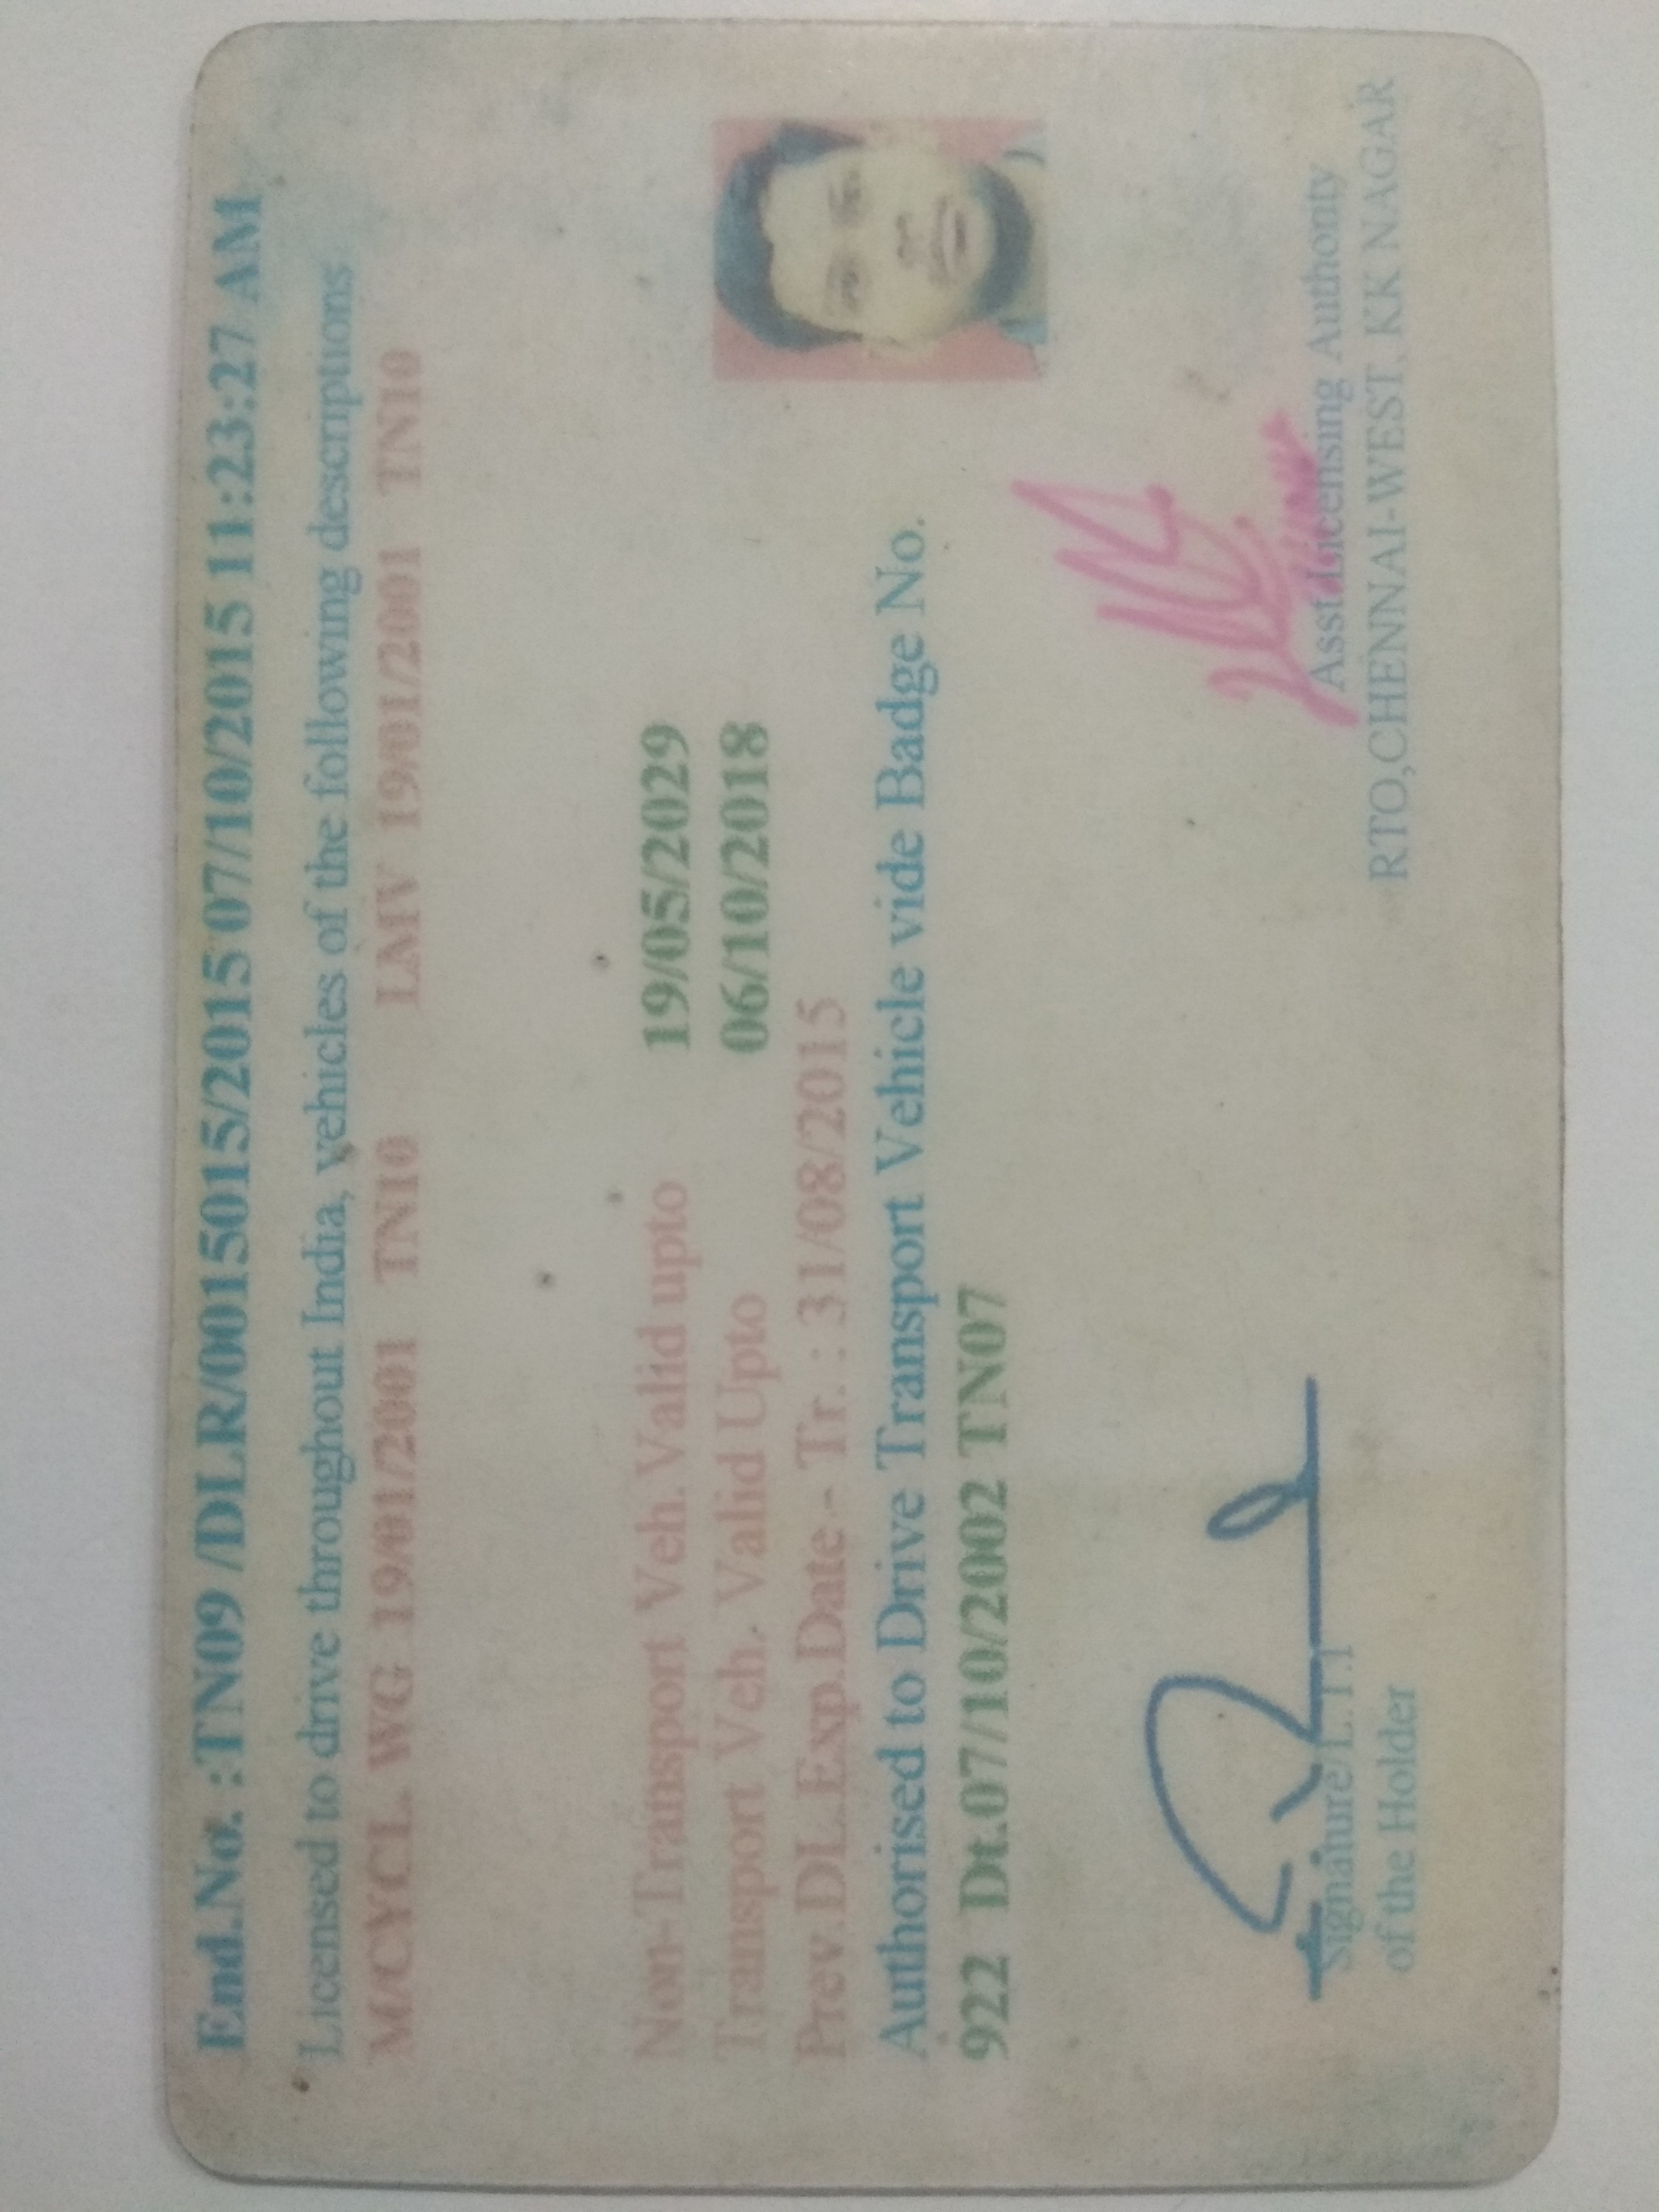 End.No. :TN09 /DLR/0015015/2015 07/10/2015 11:23:27 AM
Licensed to drive throughout India, vehicles of the following descriptions
M/CYCL. WG 19/01/2001 TN10 LMV 19/01/2001 TN10
Non-Transport Veh.Valid upto 19/05/2029
Transport Veh. Valid Upto 06/10/2018
Prev.DL.Exp.Date - Tr. : 31/08/2015
Authorised to Drive Transport Vehicle vide Badge No.
922 Dt.07/10/2002 TN07
Signature/L.T.I
of the Holder
Asst.Licensing Authority
RTO,CHENNAI-WEST, KK NAGAR